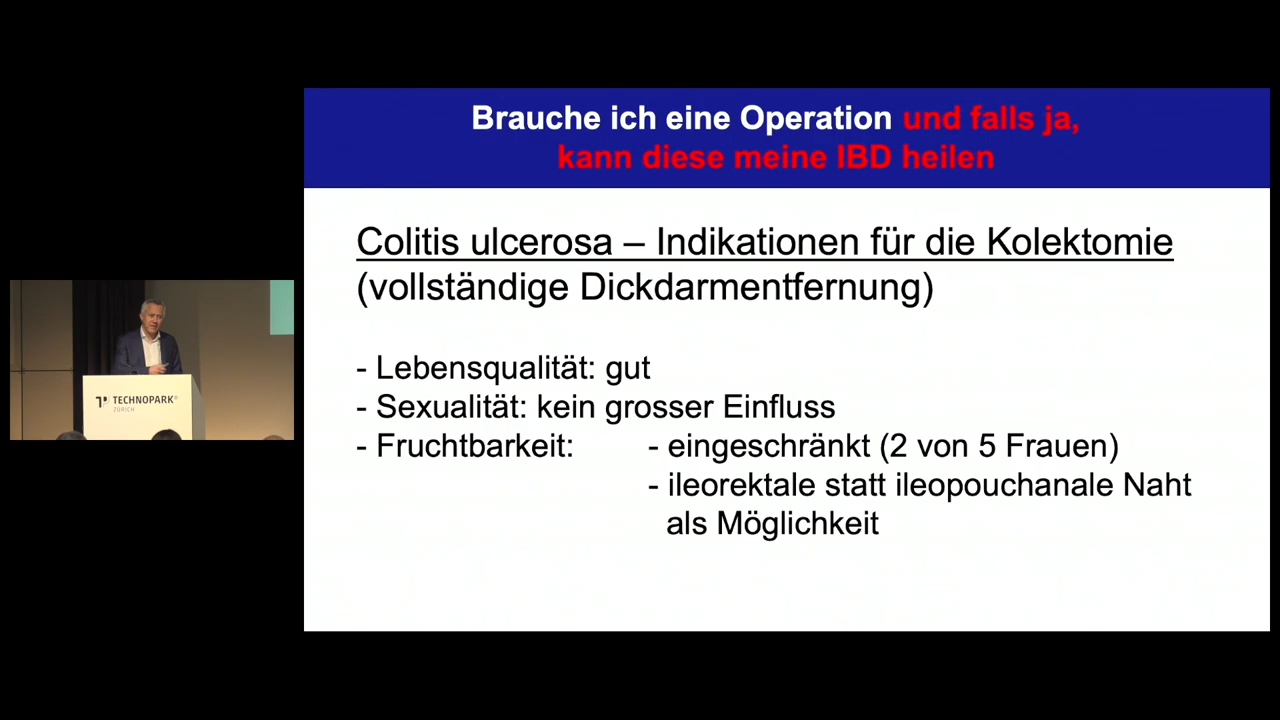 Brauche ich eine Operation und falls ja,
kann diese meine IBD heilen
Colitis ulcerosa – Indikationen für die Kolektomie
(vollständige Dickdarmentfernung)
- Lebensqualität: gut
- Sexualität: kein grosser Einfluss
- Fruchtbarkeit: - eingeschränkt (2 von 5 Frauen)
- ileorektale statt ileopouchanale Naht
als Möglichkeit
TECHNOPARK®
ZÜRICH